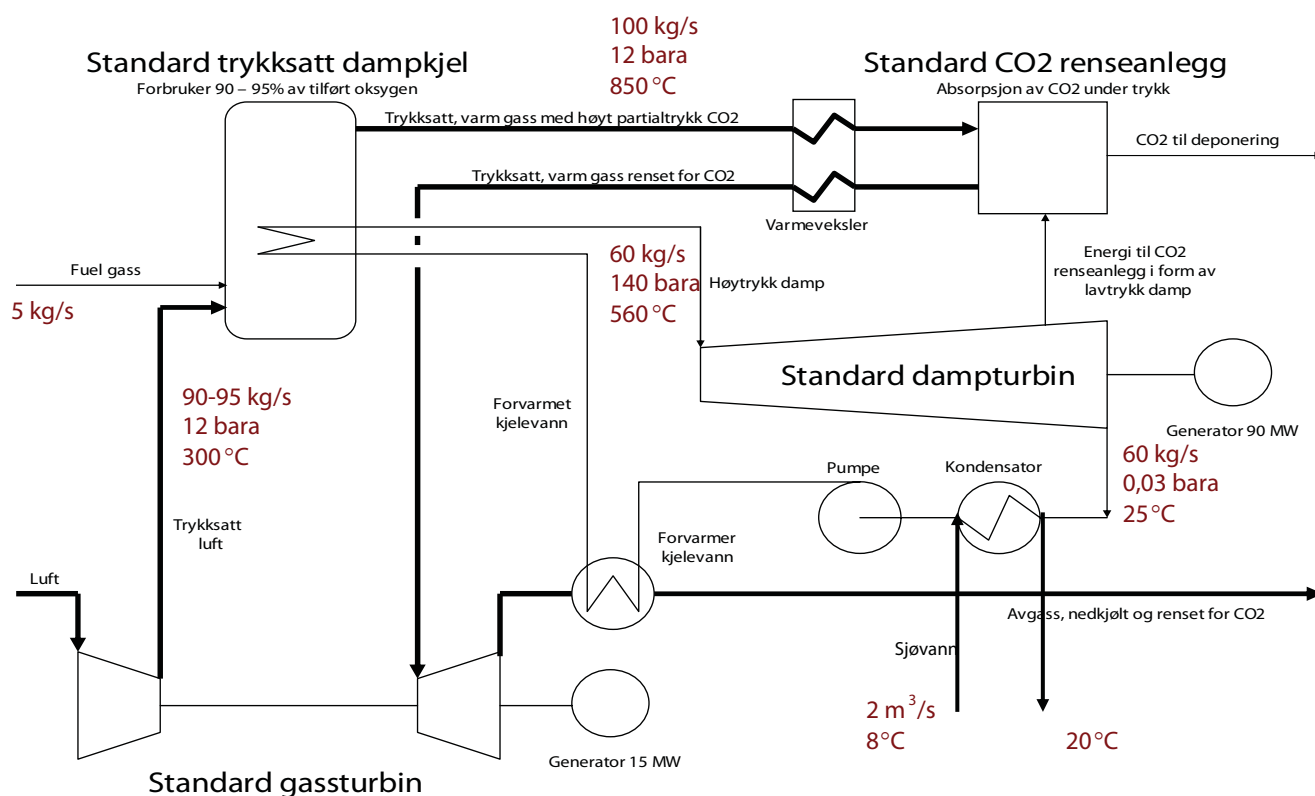 100 kg/s
12 bara
850 °C
Standard trykksatt dampkjel
Forbruker 90 – 95% av tilført oksygen
Standard CO2 renseanlegg
Absorpsjon av CO2 under trykk
Trykksatt, varm gass med høyt partialtrykk CO2
CO2 til deponering
Trykksatt, varm gass renset for CO2
Varmeveksler
Fuel gass
5 kg/s
60 kg/s
140 bara
560 °C
Høytrykk damp
Energi til CO2
renseanlegg i form av
lavtrykk damp
Standard dampturbin
90-95 kg/s
12 bara
300 °C
Forvarmet
kjelevann
Generator 90 MW
60 kg/s
0,03 bara
25 °C
Pumpe
Kondensator
Trykksatt
luft
Forvarmer
kjelevann
Luft
Avgass, nedkjølt og renset for CO2
Sjøvann
2 m³/s
8°C
20 °C
Generator 15 MW
Standard gassturbin